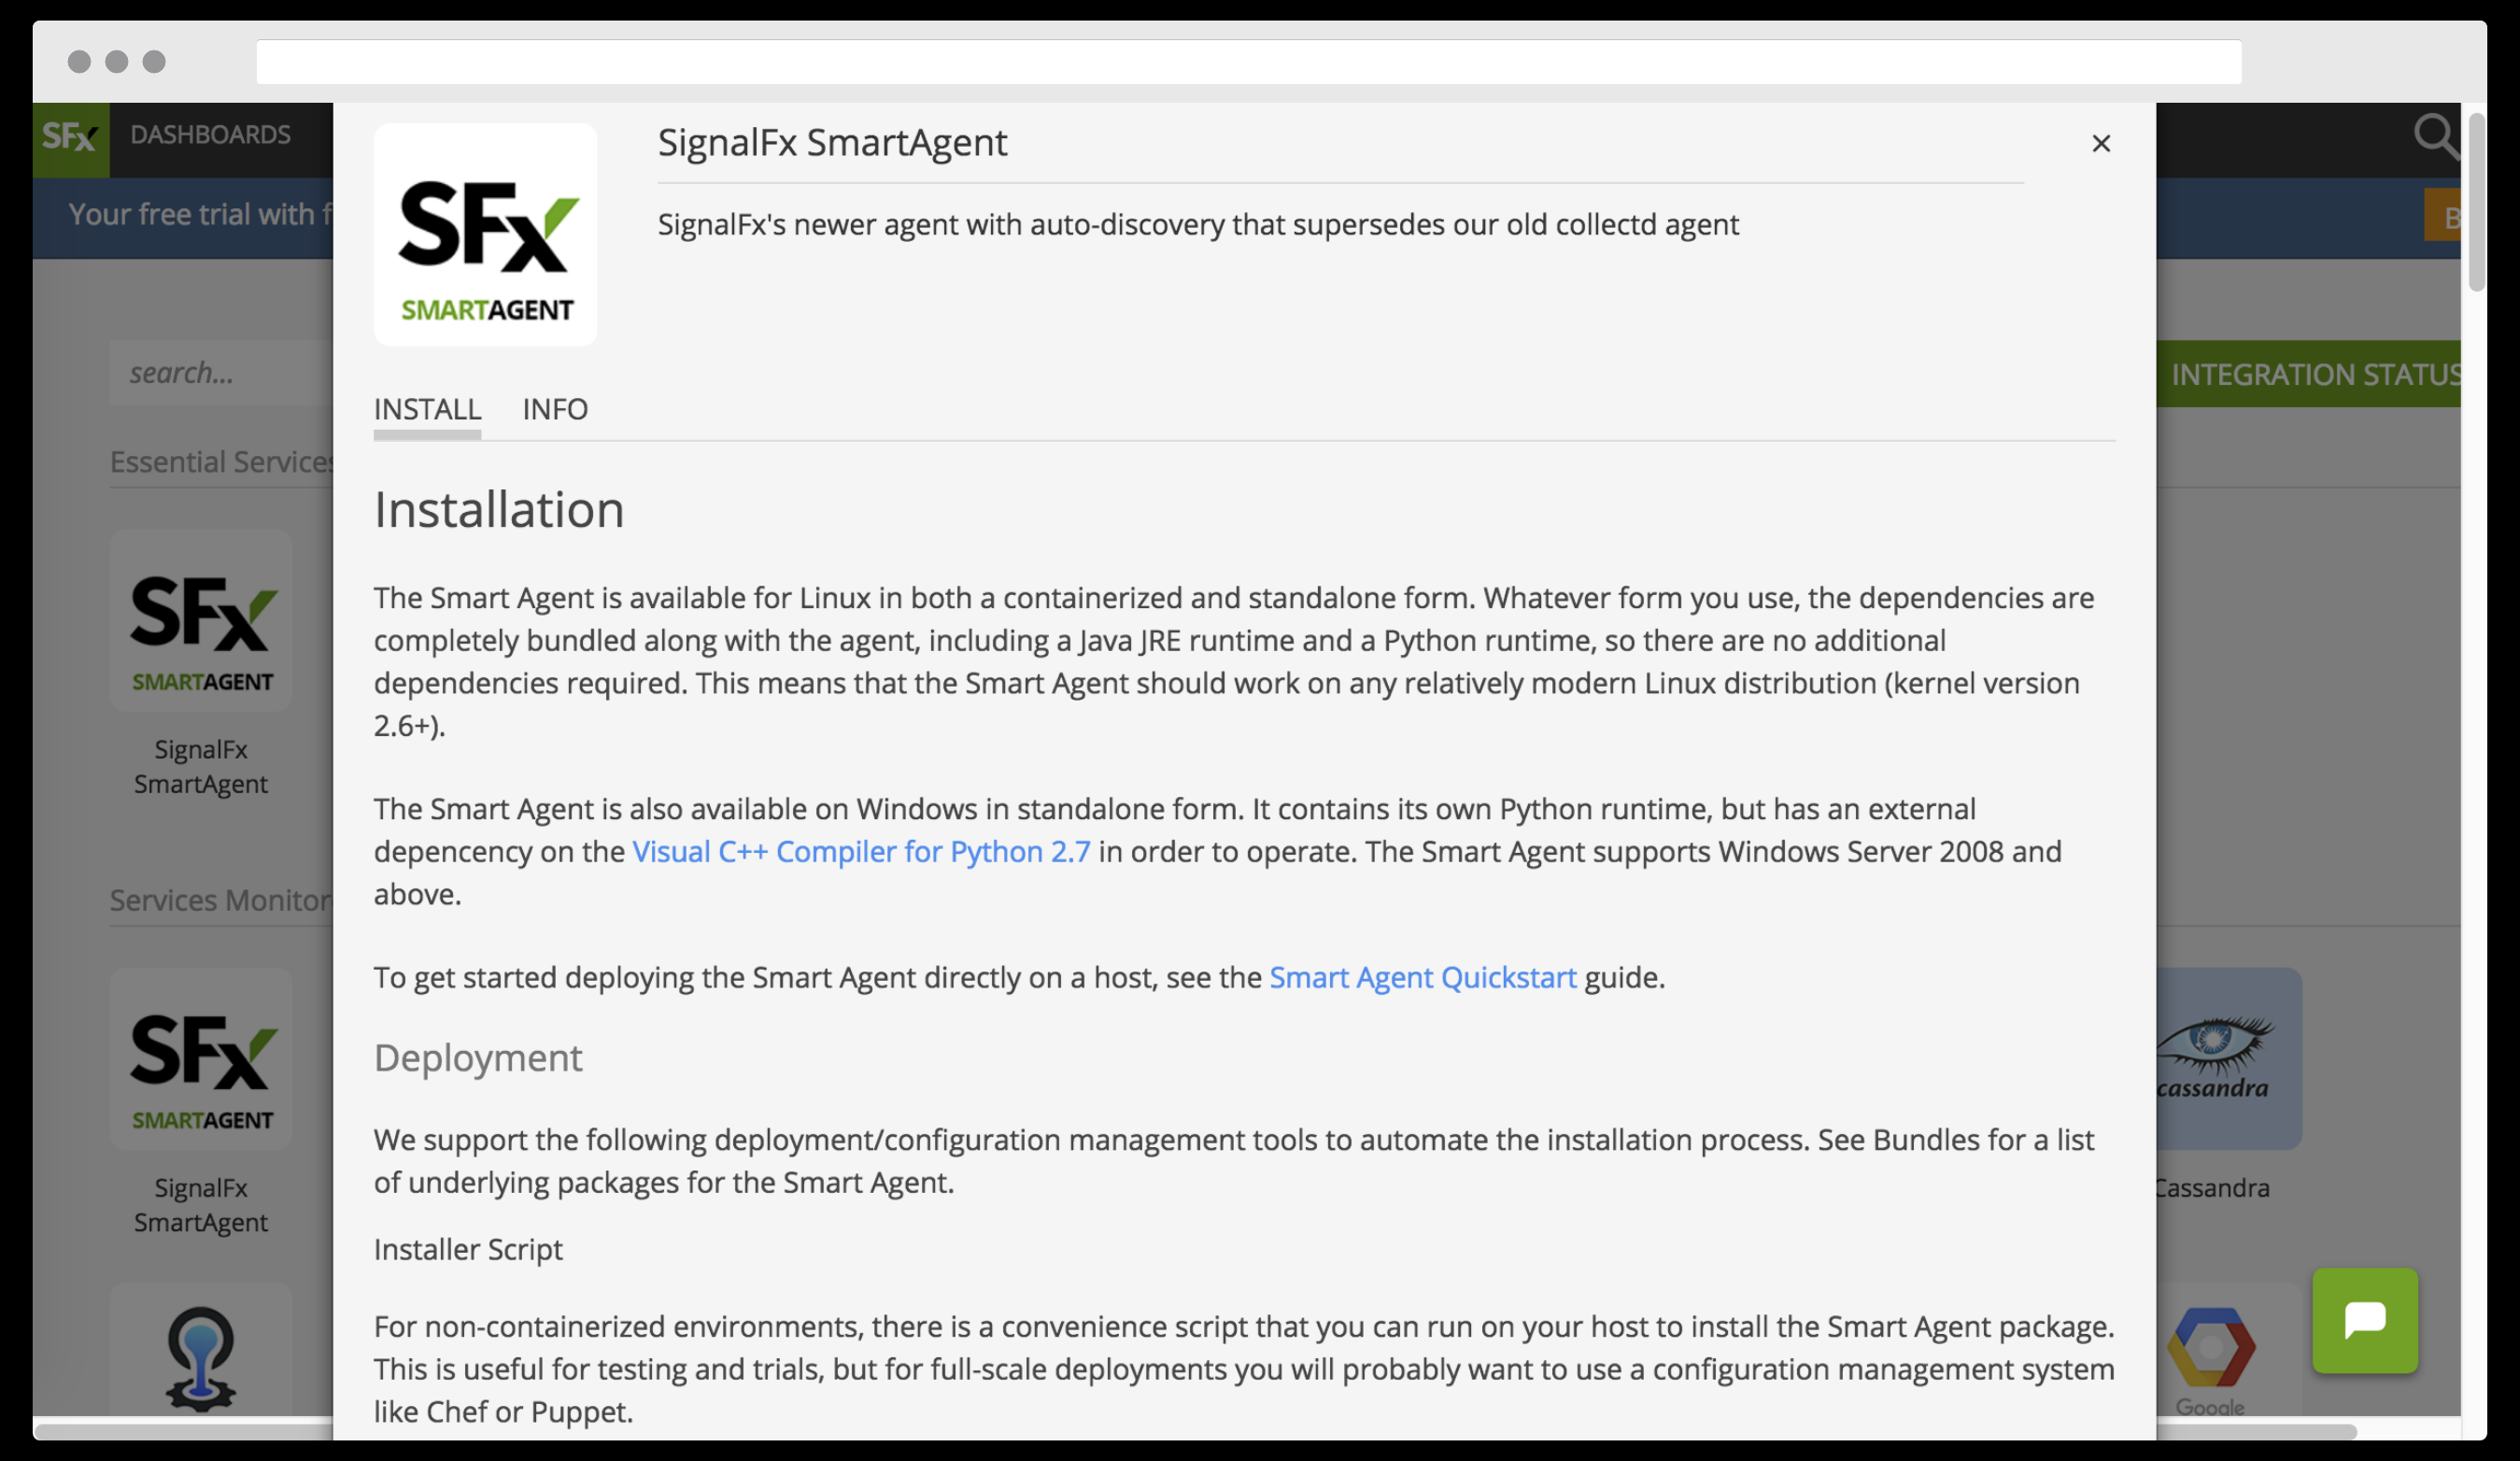 SFx
DASHBOARDS
Your free trial with f
search...
INTEGRATION STATUS
Essential Services
SFx
SMARTAGENT
SignalFx
SmartAgent
Services Monitor
SFx
SMARTAGENT
SignalFx
SmartAgent
cassandra
Cassandra
Google
SFx
SMARTAGENT
SignalFx SmartAgent
×
SignalFx's newer agent with auto-discovery that supersedes our old collectd agent
INSTALL INFO
Installation
The Smart Agent is available for Linux in both a containerized and standalone form. Whatever form you use, the dependencies are
completely bundled along with the agent, including a Java JRE runtime and a Python runtime, so there are no additional
dependencies required. This means that the Smart Agent should work on any relatively modern Linux distribution (kernel version
2.6+).
The Smart Agent is also available on Windows in standalone form. It contains its own Python runtime, but has an external
depencency on the Visual C++ Compiler for Python 2.7 in order to operate. The Smart Agent supports Windows Server 2008 and
above.
To get started deploying the Smart Agent directly on a host, see the Smart Agent Quickstart guide.
Deployment
We support the following deployment/configuration management tools to automate the installation process. See Bundles for a list
of underlying packages for the Smart Agent.
Installer Script
For non-containerized environments, there is a convenience script that you can run on your host to install the Smart Agent package.
This is useful for testing and trials, but for full-scale deployments you will probably want to use a configuration management system
like Chef or Puppet.